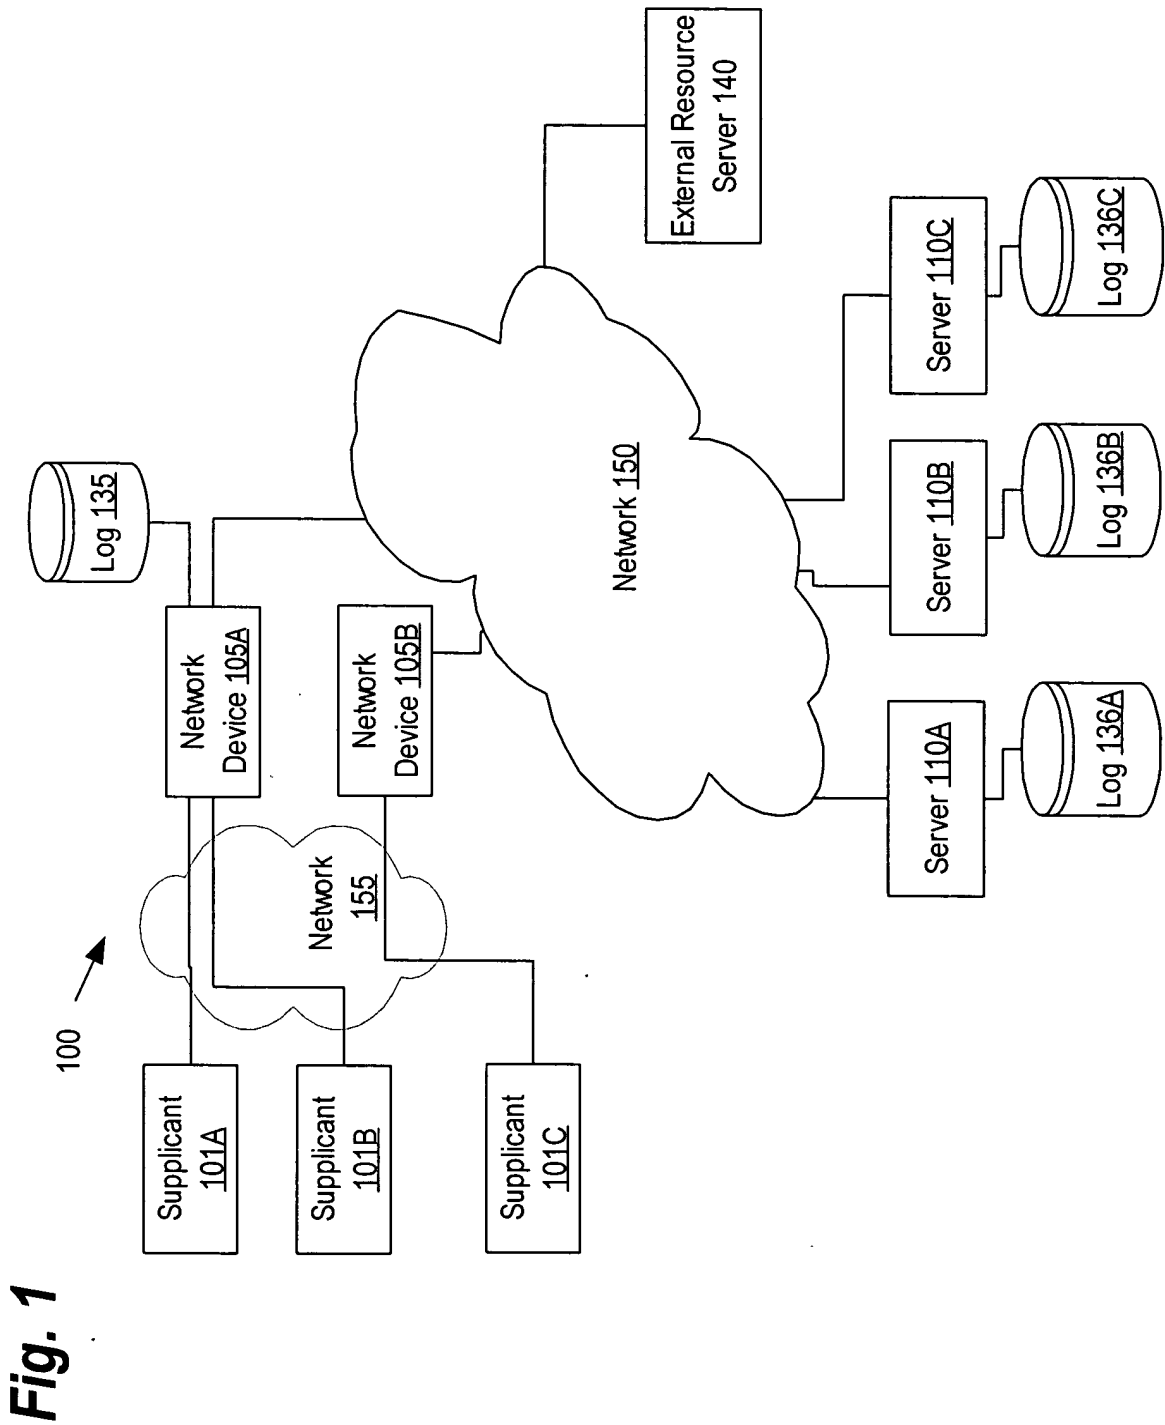 Fig. 1
100
Supplicant
101A
Supplicant
101B
Supplicant
101C
Network
155
Network
Device 105A
Network
Device 105B
Log 135
Network 150
External Resource
Server 140
Server 110A
Server 110B
Server 110C
Log 136A
Log 136B
Log 136C